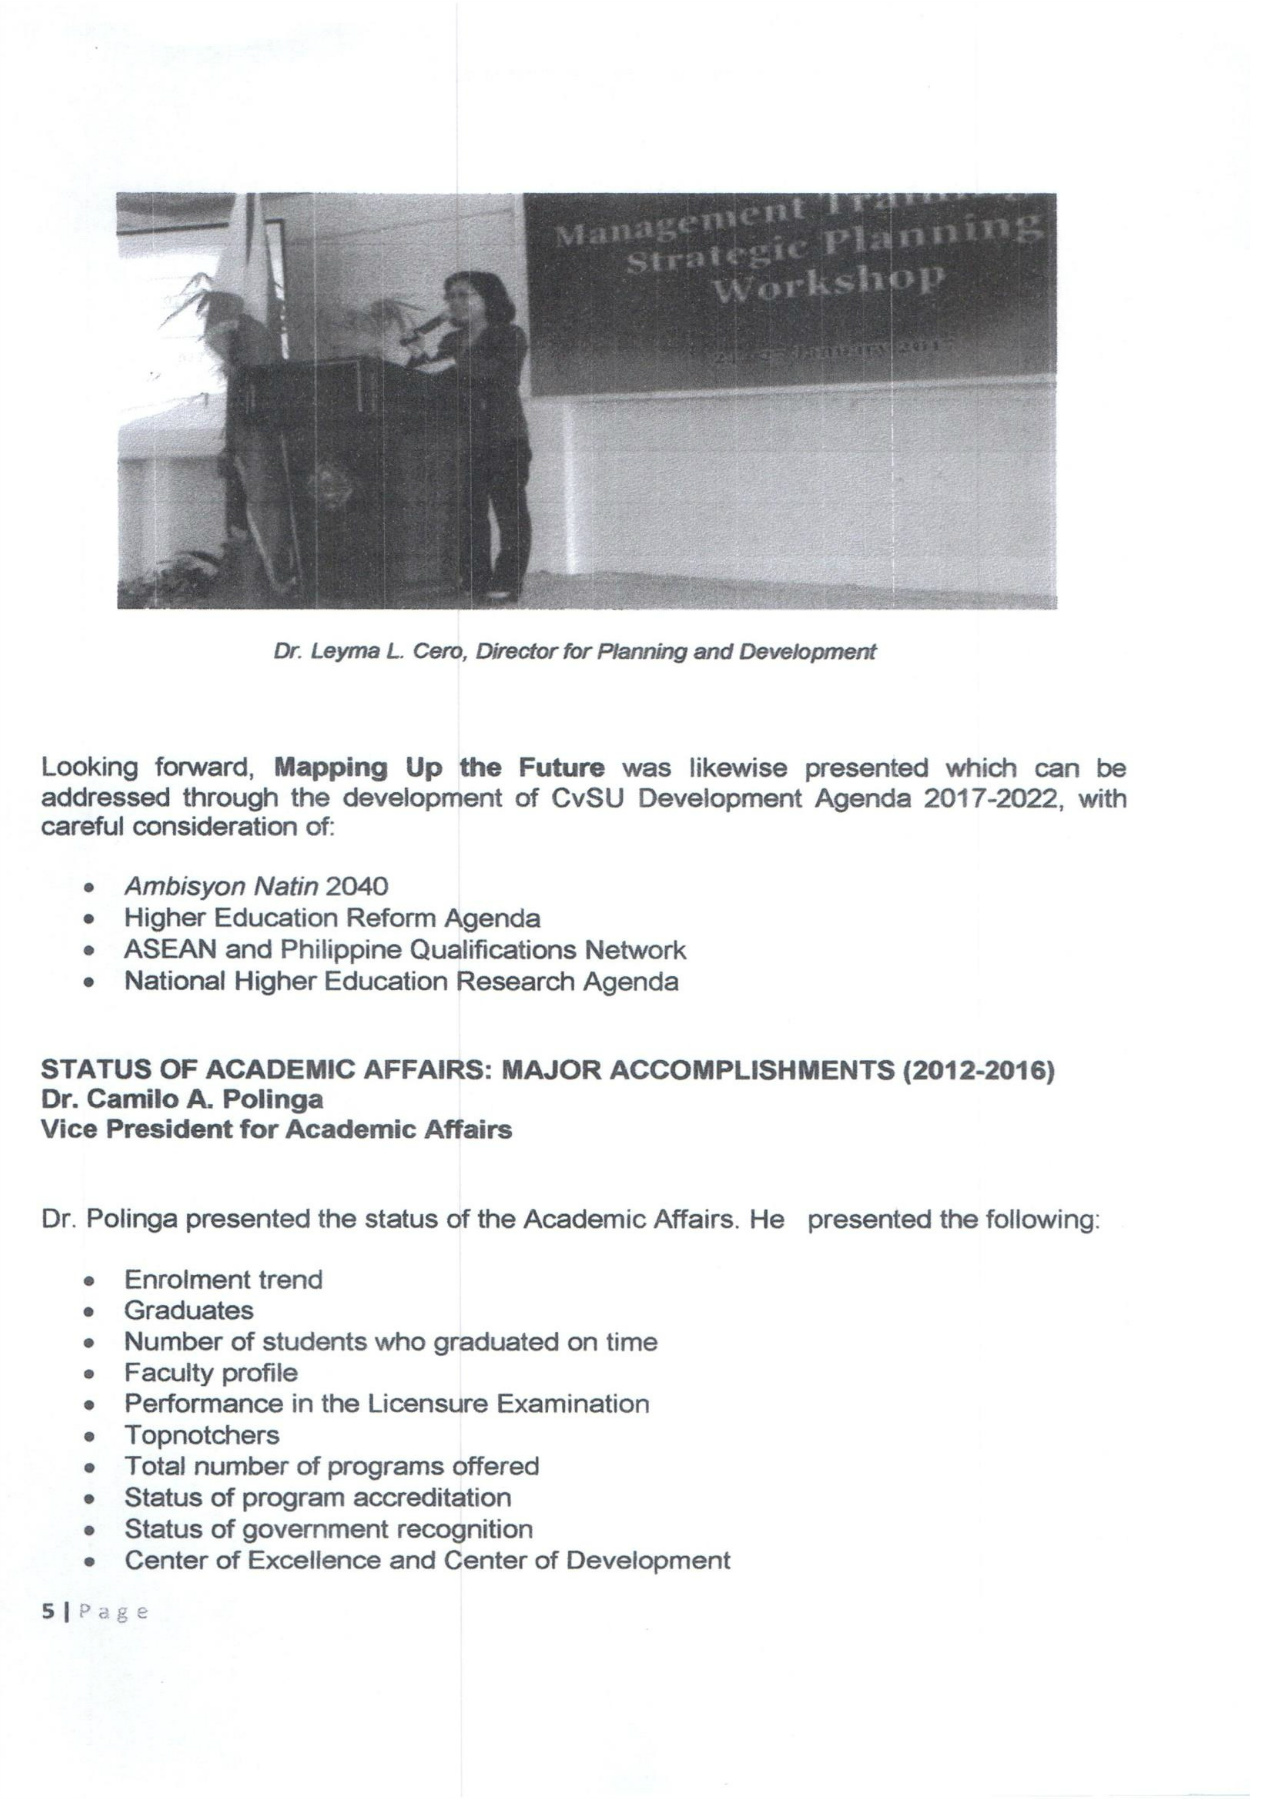 Management
Strategic Planning
Workshop
January
Dr. Leyma L. Cero, Director for Planning and Development
Looking forward, Mapping Up the Future was likewise presented which can be
addressed through the development of CvSU Development Agenda 2017-2022, with
careful consideration of:
• Ambisyon Natin 2040
• Higher Education Reform Agenda
• ASEAN and Philippine Qualifications Network
• National Higher Education Research Agenda
STATUS OF ACADEMIC AFFAIRS: MAJOR ACCOMPLISHMENTS (2012-2016)
Dr. Camilo A. Polinga
Vice President for Academic Affairs
Dr. Polinga presented the status of the Academic Affairs. He presented the following:
• Enrolment trend
• Graduates
• Number of students who graduated on time
• Faculty profile
• Performance in the Licensure Examination
• Topnotchers
• Total number of programs offered
• Status of program accreditation
• Status of government recognition
• Center of Excellence and Center of Development
5 | Page